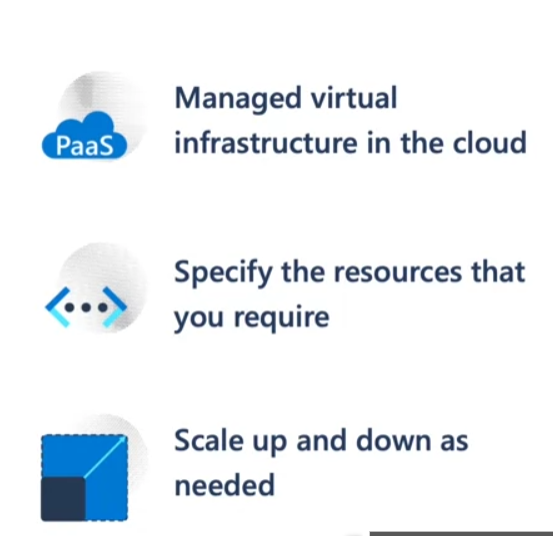 PaaS
Managed virtual
infrastructure in the cloud
Specify the resources that
you require
Scale up and down as
needed